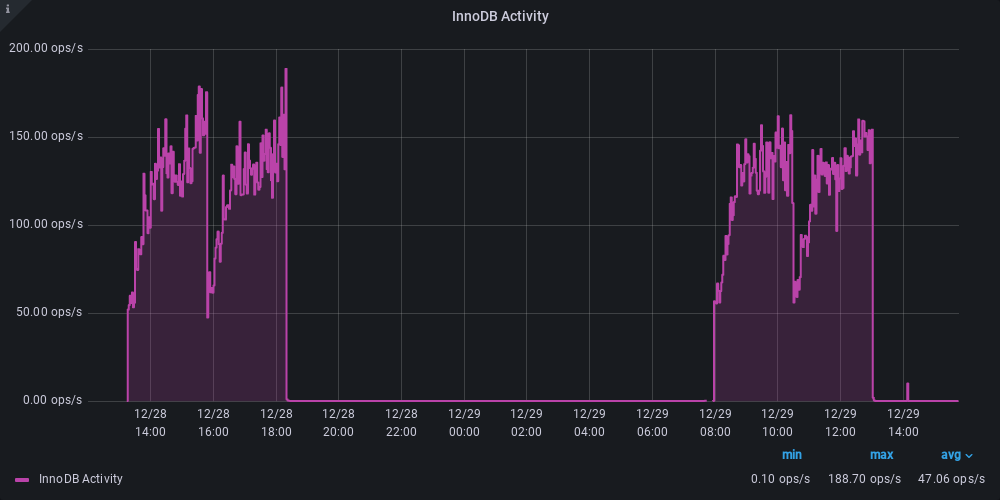 i
InnoDB Activity
200.00 ops/s
150.00 ops/s
100.00 ops/s
50.00 ops/s
0.00 ops/s
12/28 12/28 12/28 12/28 12/28 12/29 12/29 12/29 12/29 12/29 12/29 12/29 12/29
14:00 16:00 18:00 20:00 22:00 00:00 02:00 04:00 06:00 08:00 10:00 12:00 14:00
min max avg
InnoDB Activity 0.10 ops/s 188.70 ops/s 47.06 ops/s